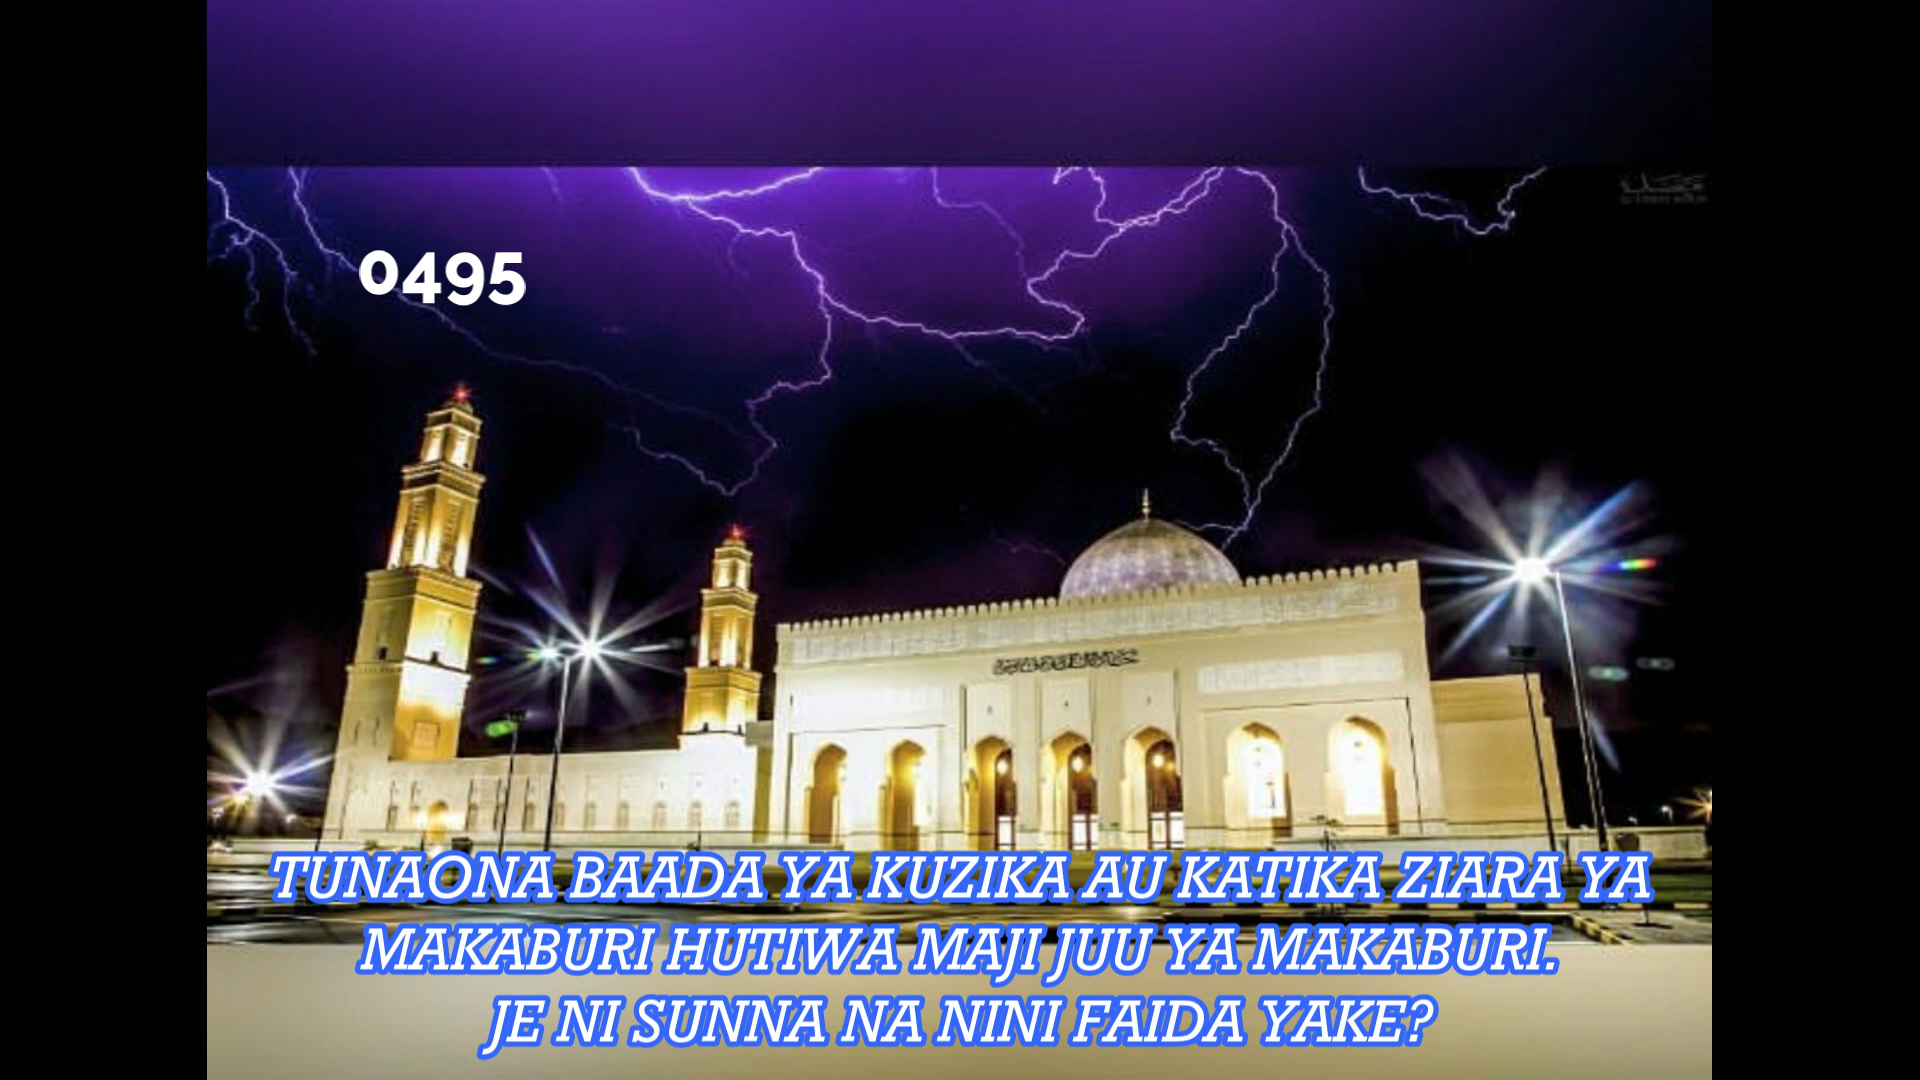 0495
TUNAONA BAADA YA KUZIKA AU KATIKA ZIARA YA
MAKABURI HUTIWA MAJI JUU YA MAKABURI.
JE NI SUNNA NA NINI FAIDA YAKE?